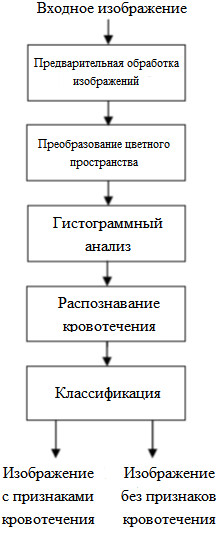 Входное изображение
Предварительная обработка
изображений
Преобразование цветного
пространства
Гистограммный
анализ
Распознавание
кровотечения
Классификация
Изображение
с признаками
кровотечения
Изображение
без признаков
кровотечения